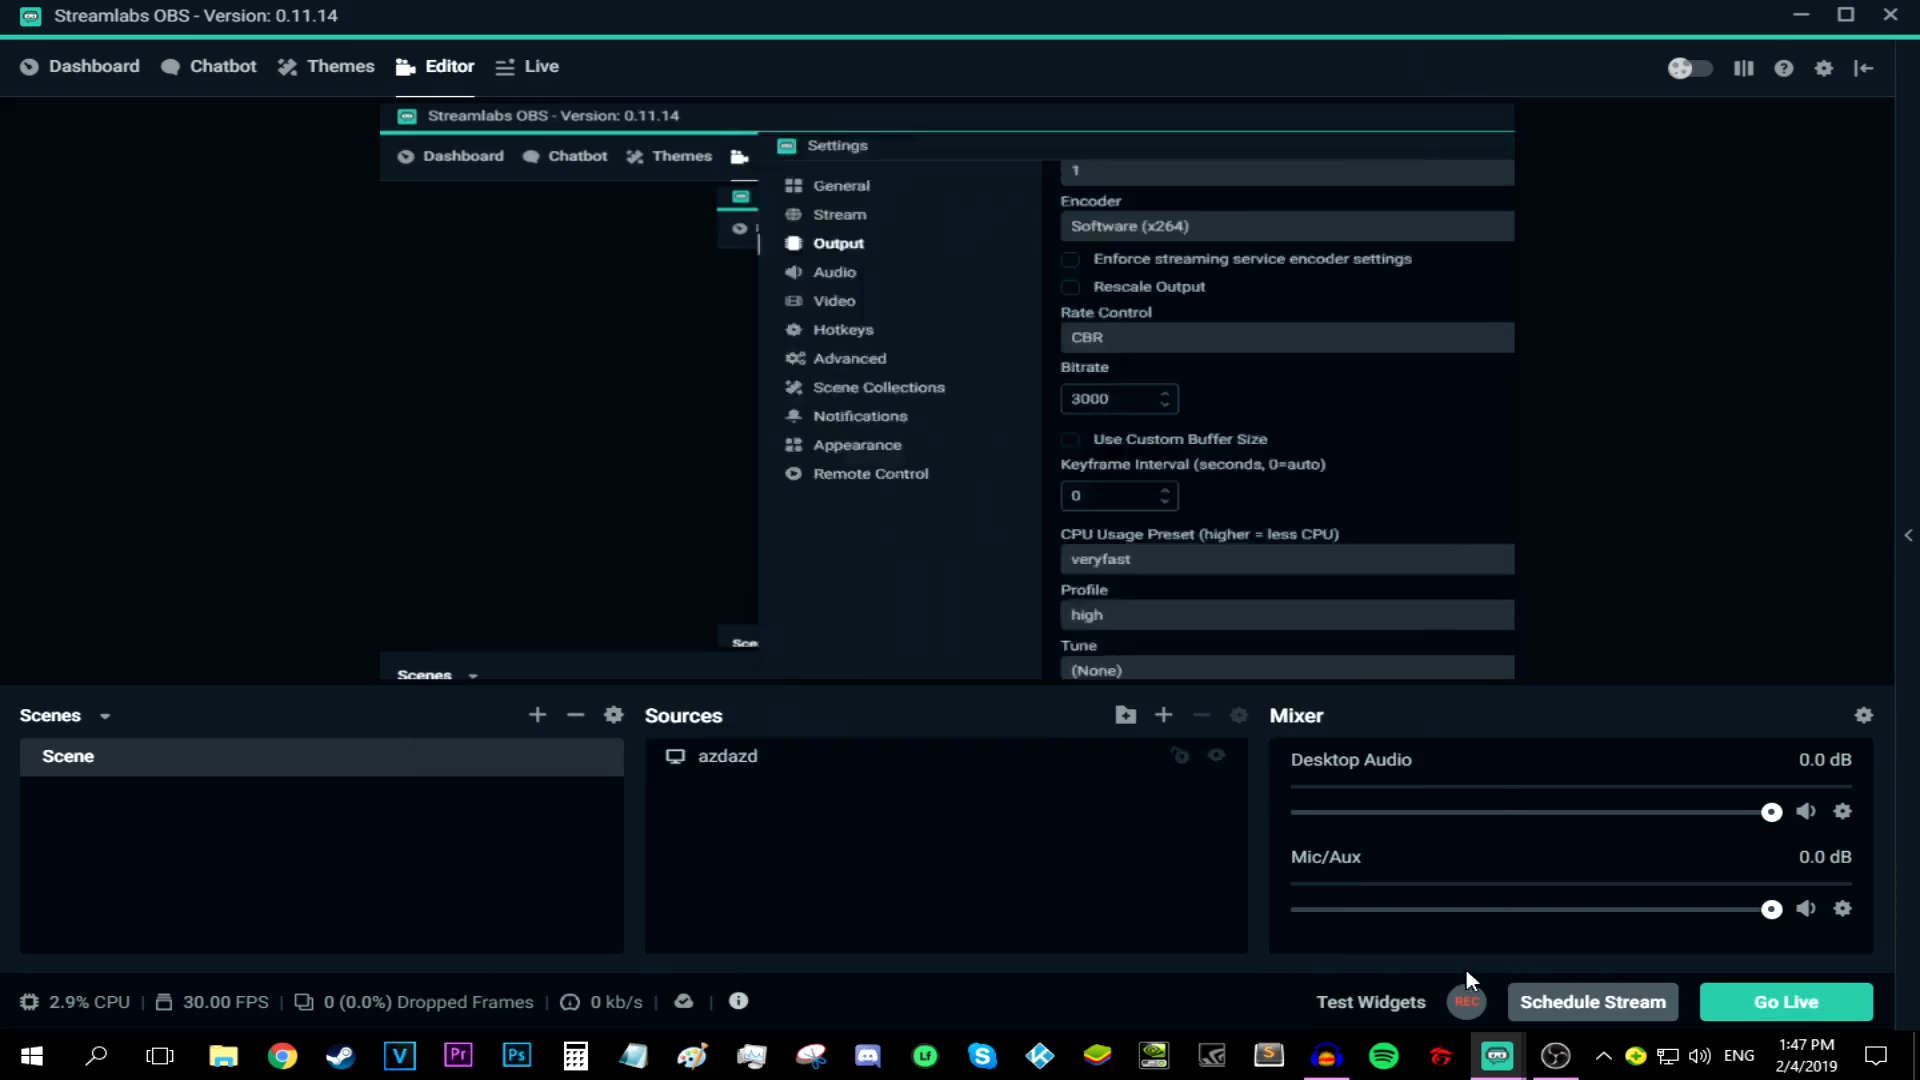 Streamlabs OBS - Version: 0.11.14
Dashboard Chatbot Themes Editor Live
Streamlabs OBS - Version: 0.11.14
Dashboard Chatbot Themes
Settings
General
Stream
Output
Audio
Video
Hotkeys
Advanced
Scene Collections
Notifications
Appearance
Remote Control
1
Encoder
Software (x264)
Enforce streaming service encoder settings
Rescale Output
Rate Control
CBR
Bitrate
3000
Use Custom Buffer Size
Keyframe Interval (seconds, 0=auto)
0
CPU Usage Preset (higher = less CPU)
veryfast
Profile
high
Tune
(None)
Sce
Scenes
Scenes
Scene
Sources
azdazd
Mixer
Desktop Audio 0.0 dB
Mic/Aux 0.0 dB
2.9% CPU | 30.00 FPS | 0 (0.0%) Dropped Frames | 0 kb/s
Test Widgets REC Schedule Stream Go Live
V Pr Ps Lf S ENG
1:47 PM
2/4/2019